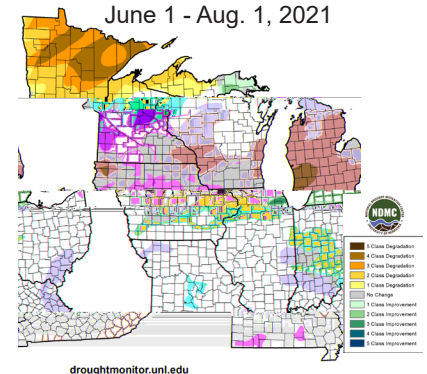 June 1 - Aug. 1, 2021
NDMC
5 Class Degradation
4 Class Degradation
3 Class Degradation
2 Class Degradation
1 Class Degradation
No Change
1 Class Improvement
2 Class Improvement
3 Class Improvement
4 Class Improvement
5 Class Improvement
droughtmonitor.unl.edu